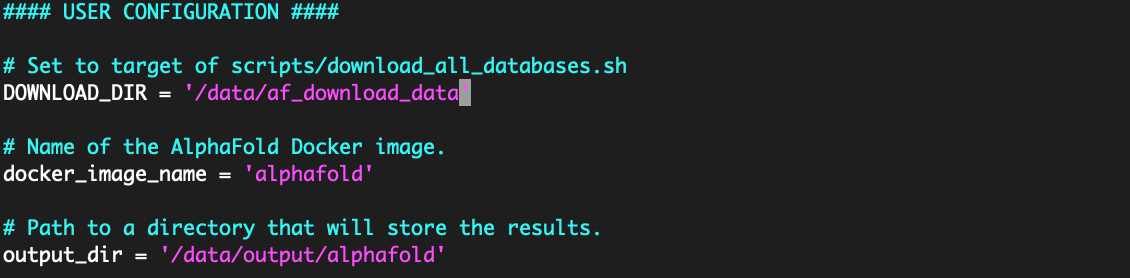 #### USER CONFIGURATION ####
# Set to target of scripts/download_all_databases.sh
DOWNLOAD_DIR = '/data/af_download_data'
# Name of the AlphaFold Docker image.
docker_image_name = 'alphafold'
# Path to a directory that will store the results.
output_dir = '/data/output/alphafold'